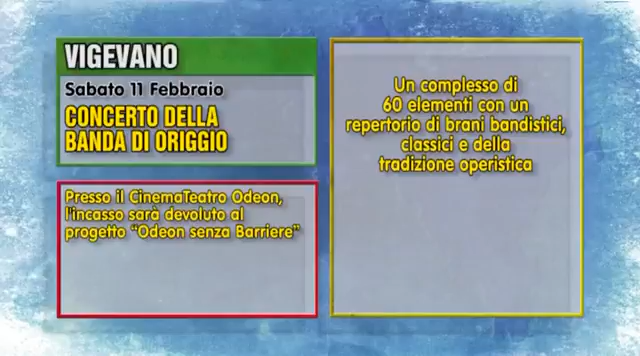 VIGEVANO
Sabato 11 Febbraio
CONCERTO DELLA
BANDA DI ORIGGIO
Presso il CinemaTeatro Odeon,
l'incasso sarà devoluto al
progetto "Odeon senza Barriere"
Un complesso di
60 elementi con un
repertorio di brani bandistici,
classici e della
tradizione operistica